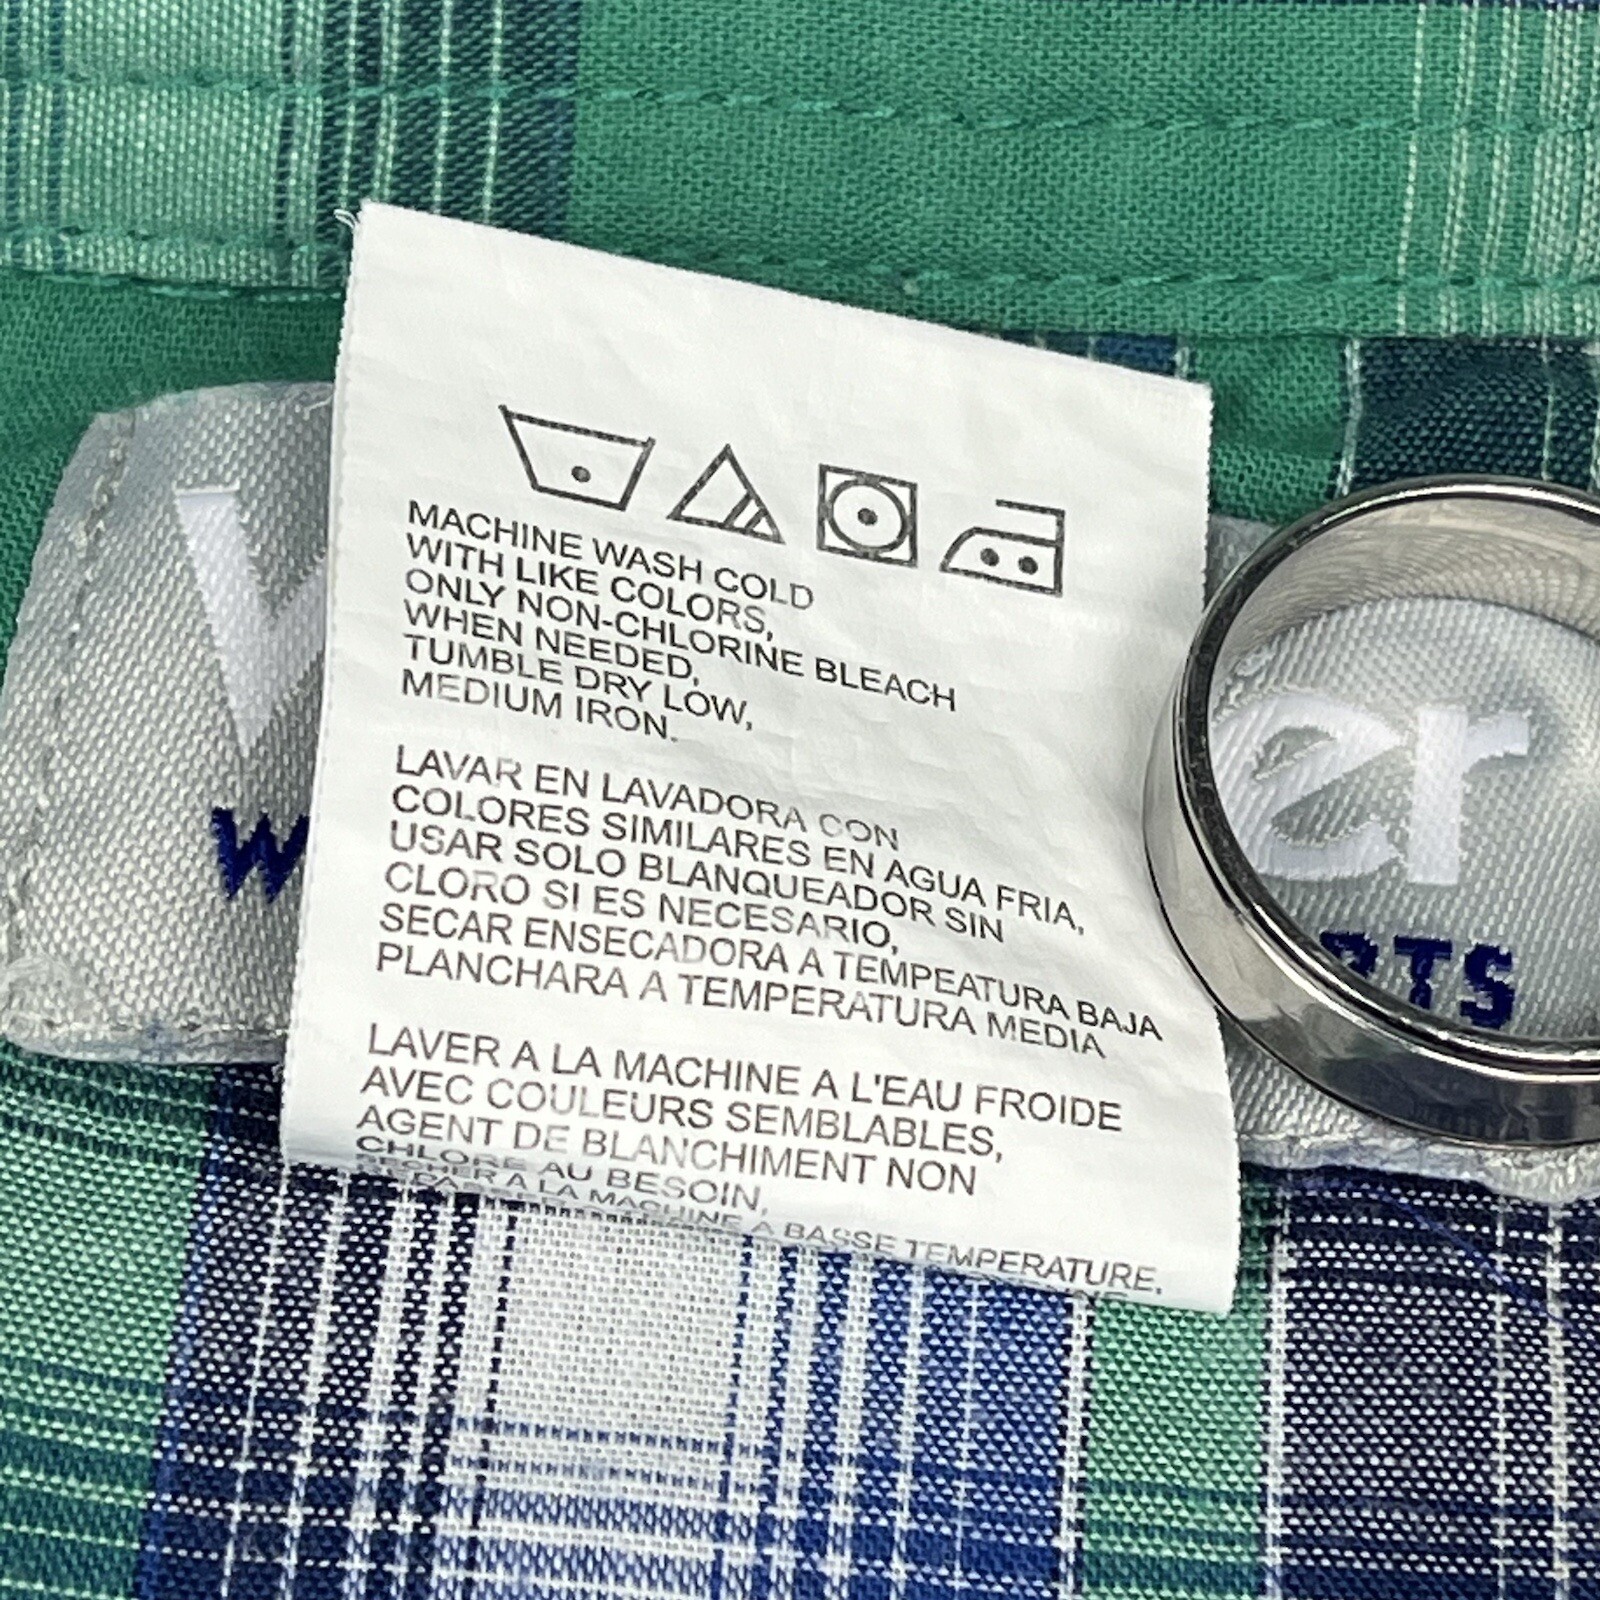 MACHINE WASH COLD
WITH LIKE COLORS,
ONLY NON-CHLORINE BLEACH
WHEN NEEDED,
TUMBLE DRY LOW,
MEDIUM IRON.
LAVAR EN LAVADORA CON
COLORES SIMILARES EN AGUA FRIA,
USAR SOLO BLANQUEADOR SIN
CLORO SI ES NECESARIO,
SECAR ENSECADORA A TEMPEATURA BAJA
PLANCHARA A TEMPERATURA MEDIA
LAVER A LA MACHINE A L'EAU FROIDE
AVEC COULEURS SEMBLABLES,
AGENT DE BLANCHIMENT NON
CHLORE AU BESOIN,
SECHER A LA MACHINE A BASSE TEMPERATURE,
er
RTS